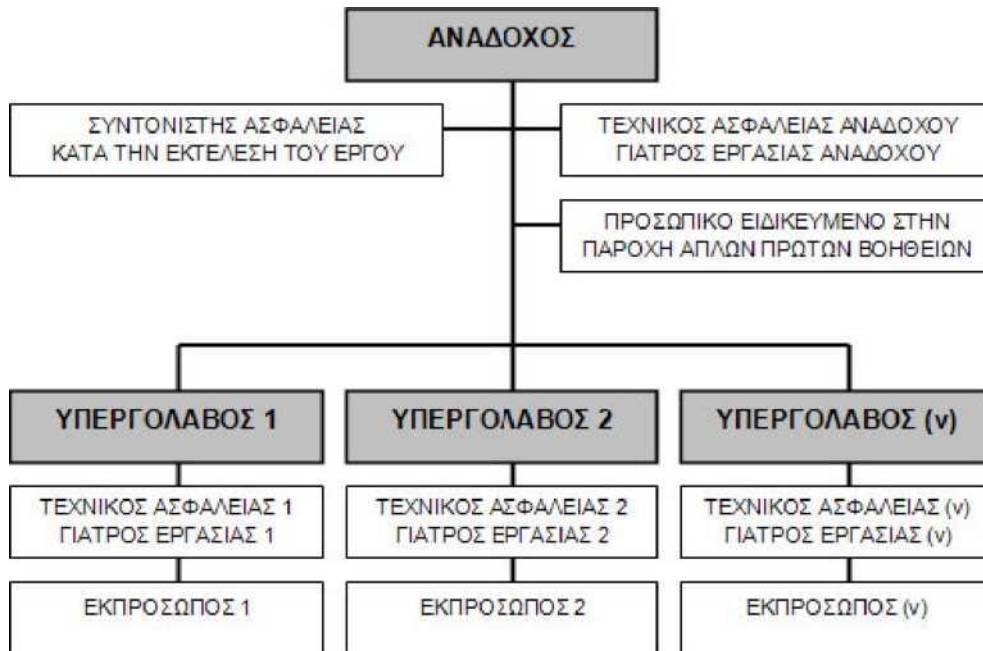 ΑΝΑΔΟΧΟΣ
ΣΥΝΤΟΝΙΣΤΗΣ ΑΣΦΑΛΕΙΑΣ
ΚΑΤΑ ΤΗΝ ΕΚΤΕΛΕΣΗ ΤΟΥ ΕΡΓΟΥ
ΤΕΧΝΙΚΟΣ ΑΣΦΑΛΕΙΑΣ ΑΝΑΔΟΧΟΥ
ΓΙΑΤΡΟΣ ΕΡΓΑΣΙΑΣ ΑΝΑΔΟΧΟΥ
ΠΡΟΣΩΠΙΚΟ ΕΙΔΙΚΕΥΜΕΝΟ ΣΤΗΝ
ΠΑΡΟΧΗ ΑΠΛΩΝ ΠΡΩΤΩΝ ΒΟΗΘΕΙΩΝ
ΥΠΕΡΓΟΛΑΒΟΣ 1
ΥΠΕΡΓΟΛΑΒΟΣ 2
ΥΠΕΡΓΟΛΑΒΟΣ (ν)
ΤΕΧΝΙΚΟΣ ΑΣΦΑΛΕΙΑΣ 1
ΓΙΑΤΡΟΣ ΕΡΓΑΣΙΑΣ 1
ΤΕΧΝΙΚΟΣ ΑΣΦΑΛΕΙΑΣ 2
ΓΙΑΤΡΟΣ ΕΡΓΑΣΙΑΣ 2
ΤΕΧΝΙΚΟΣ ΑΣΦΑΛΕΙΑΣ (ν)
ΓΙΑΤΡΟΣ ΕΡΓΑΣΙΑΣ (ν)
ΕΚΠΡΟΣΩΠΟΣ 1
ΕΚΠΡΟΣΩΠΟΣ 2
ΕΚΠΡΟΣΩΠΟΣ (ν)